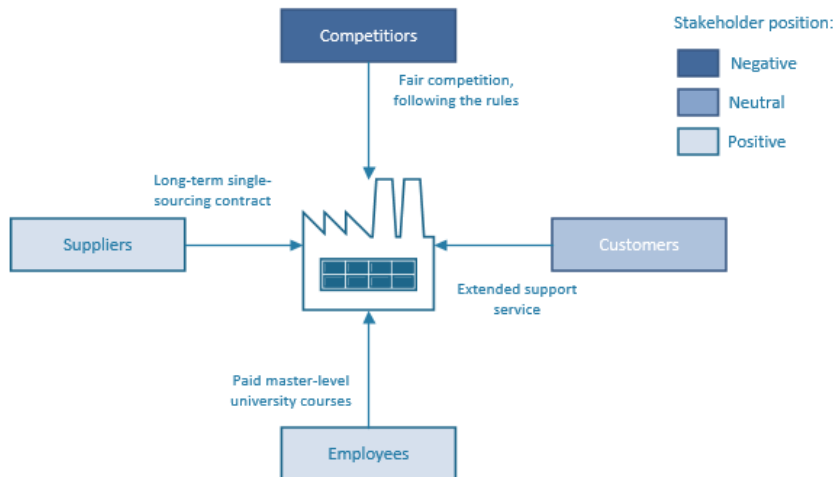 Competitiors
Stakeholder position:
Negative
Neutral
Positive
Fair competition,
following the rules
Long-term single-
sourcing contract
Suppliers
Customers
Extended support
service
Paid master-level
university courses
Employees